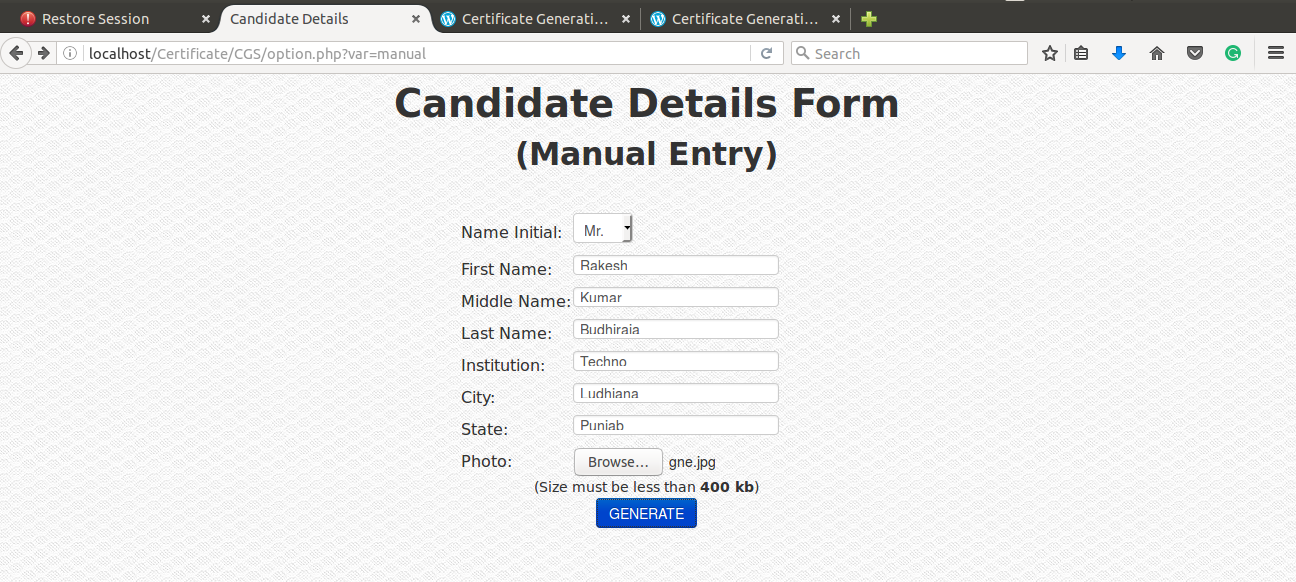 Restore Session
Candidate Details
Certificate Generati...
Certificate Generati...
localhost/Certificate/CGS/option.php?var=manual
Search
Candidate Details Form
(Manual Entry)
Name Initial: Mr.
First Name: Rakesh
Middle Name: Kumar
Last Name: Budhiraja
Institution: Techno
City: Ludhiana
State: Punjab
Photo: Browse... gne.jpg
(Size must be less than 400 kb)
GENERATE